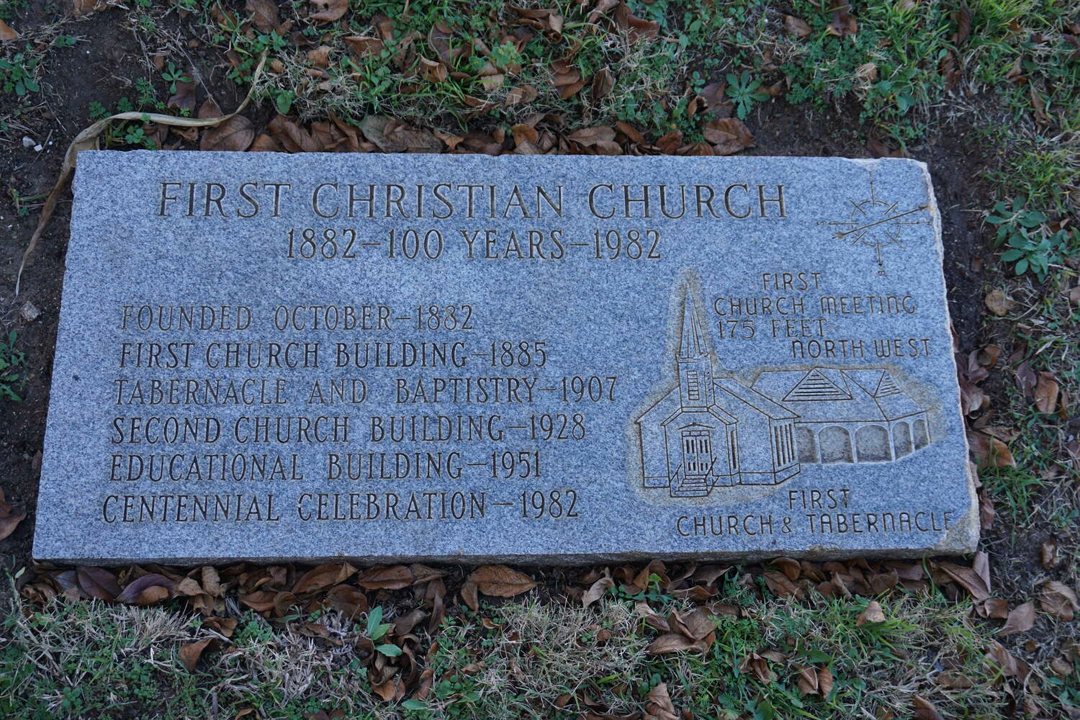 FIRST CHRISTIAN CHURCH
1882-100 YEARS-1982
FOUNDED OCTOBER-1882
FIRST CHURCH BUILDING-1885
TABERNACLE AND BAPTISTRY-1907
SECOND CHURCH BUILDING-1928
EDUCATIONAL BUILDING-1951
CENTENNIAL CELEBRATION-1982
FIRST
CHURCH MEETING
175 FEET
NORTH WEST
FIRST
CHURCH & TABERNACLE